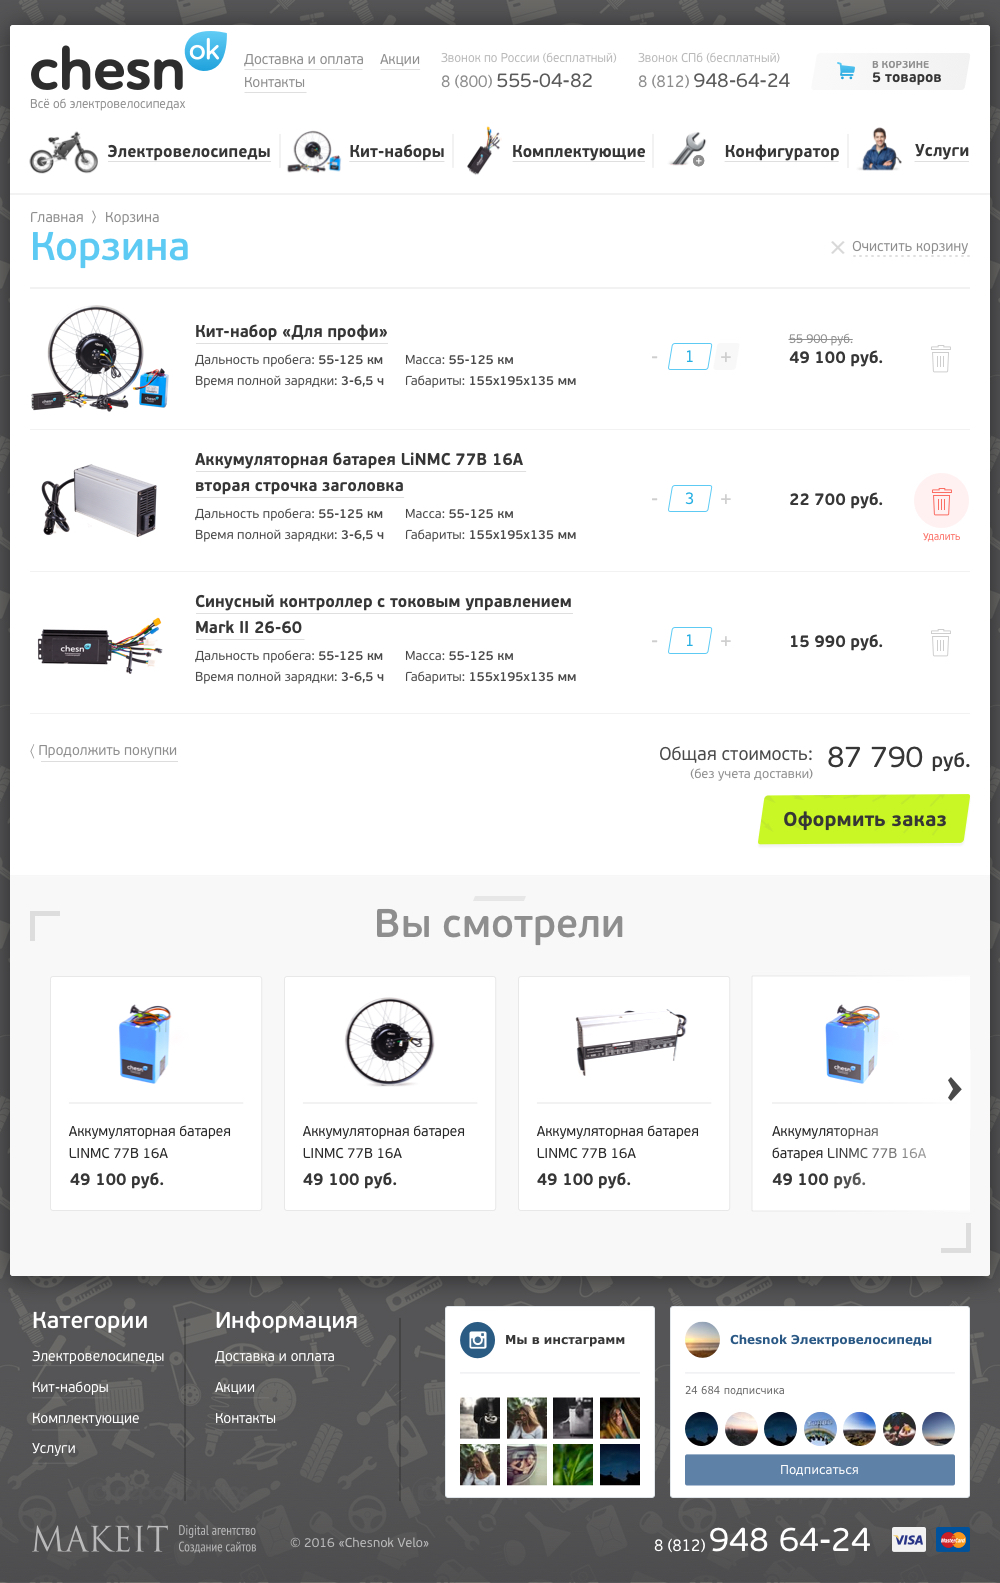 chesn ok
Всё об электровелосипедах
Доставка и оплата
Акции
Контакты
Звонок по России (бесплатный)
8 (800) 555-04-82
Звонок СПб (бесплатный)
8 (812) 948-64-24
В КОРЗИНЕ
5 товаров
Электровелосипеды
Кит-наборы
Комплектующие
Конфигуратор
Услуги
Главная 〉 Корзина
Корзина
Очистить корзину
Кит-набор «Для профи»
Дальность пробега: 55-125 км
Масса: 55-125 км
Время полной зарядки: 3-6,5 ч
Габариты: 155x195x135 мм
- 1 +
55 900 руб.
49 100 руб.
chesn
Аккумуляторная батарея LiNMC 77В 16А
вторая строчка заголовка
Дальность пробега: 55-125 км
Масса: 55-125 км
Время полной зарядки: 3-6,5 ч
Габариты: 155x195x135 мм
- 3 +
22 700 руб.
Удалить
Синусный контроллер с токовым управлением
Mark II 26-60
Дальность пробега: 55-125 км
Масса: 55-125 км
Время полной зарядки: 3-6,5 ч
Габариты: 155x195x135 мм
- 1 +
15 990 руб.
chesn
〈 Продолжить покупки
Общая стоимость:
(без учета доставки)
87 790 руб.
Оформить заказ
Вы смотрели
chesn
chesn
Аккумуляторная батарея
LINMC 77В 16А
49 100 руб.
Аккумуляторная батарея
LINMC 77В 16А
49 100 руб.
Аккумуляторная батарея
LINMC 77В 16А
49 100 руб.
Аккумуляторная
батарея LINMC 77В 16А
49 100 руб.
Категории
Электровелосипеды
Кит-наборы
Комплектующие
Услуги
Информация
Доставка и оплата
Акции
Контакты
Мы в инстаграмм
Chesnok Электровелосипеды
24 684 подписчика
Подписаться
MAKEIT
Digital агентство
Создание сайтов
© 2016 «Chesnok Velo»
8 (812) 948 64-24
VISA
MasterCard